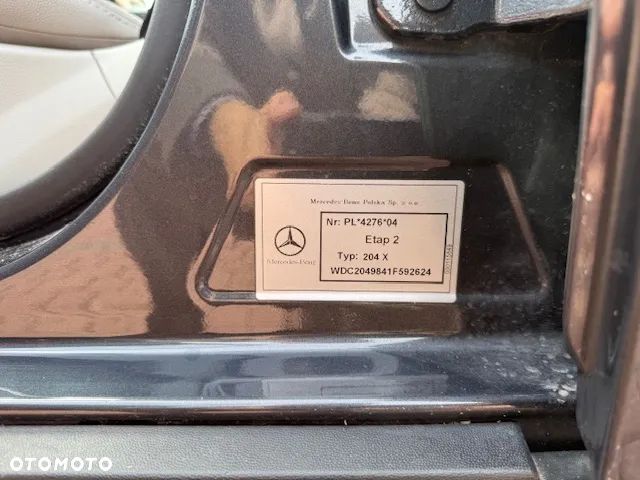 Mercedes-Benz Polska Sp. z o.o.
Nr: PL*4276*04
Etap 2
Typ: 204 X
WDC2049841F592624
Mercedes-Benz
OTOMOTO